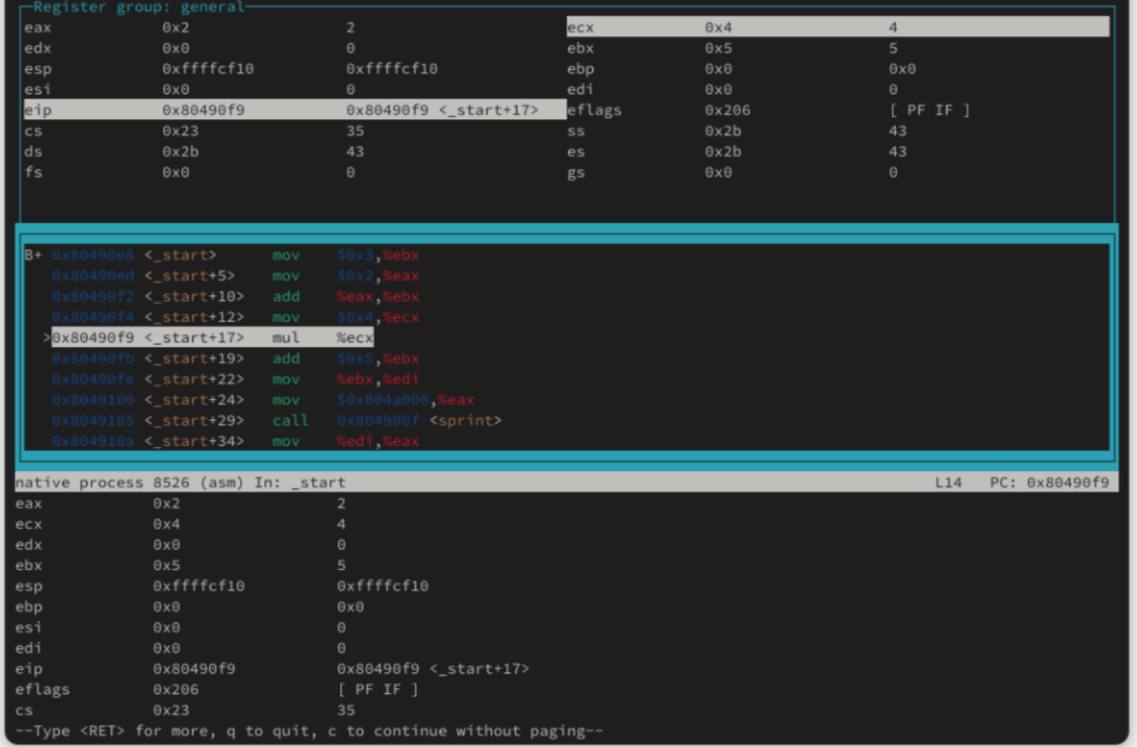 Register group: general
eax 0x2 2 ecx 0x4 4
edx 0x0 0 ebx 0x5 5
esp 0xffffcf10 0xffffcf10 ebp 0x0 0x0
esi 0x0 0 edi 0x0 0
eip 0x80490f9 0x80490f9 <_start+17> eflags 0x206 [ PF IF ]
cs 0x23 35 ss 0x2b 43
ds 0x2b 43 es 0x2b 43
fs 0x0 0 gs 0x0 0
B+ 0x80490e8 <_start> mov $0x3,%ebx
0x80490ed <_start+5> mov $0x2,%eax
0x80490f2 <_start+10> add %eax,%ebx
0x80490f4 <_start+12> mov $0x4,%ecx
>0x80490f9 <_start+17> mul %ecx
0x80490fb <_start+19> add $0x5,%ebx
0x80490fe <_start+22> mov %ebx,%edi
0x8049100 <_start+24> mov $0x804a000,%eax
0x8049105 <_start+29> call 0x804900f <sprint>
0x804910a <_start+34> mov %edi,%eax
native process 8526 (asm) In: _start L14 PC: 0x80490f9
eax 0x2 2
ecx 0x4 4
edx 0x0 0
ebx 0x5 5
esp 0xffffcf10 0xffffcf10
ebp 0x0 0x0
esi 0x0 0
edi 0x0 0
eip 0x80490f9 0x80490f9 <_start+17>
eflags 0x206 [ PF IF ]
cs 0x23 35
--Type <RET> for more, q to quit, c to continue without paging--